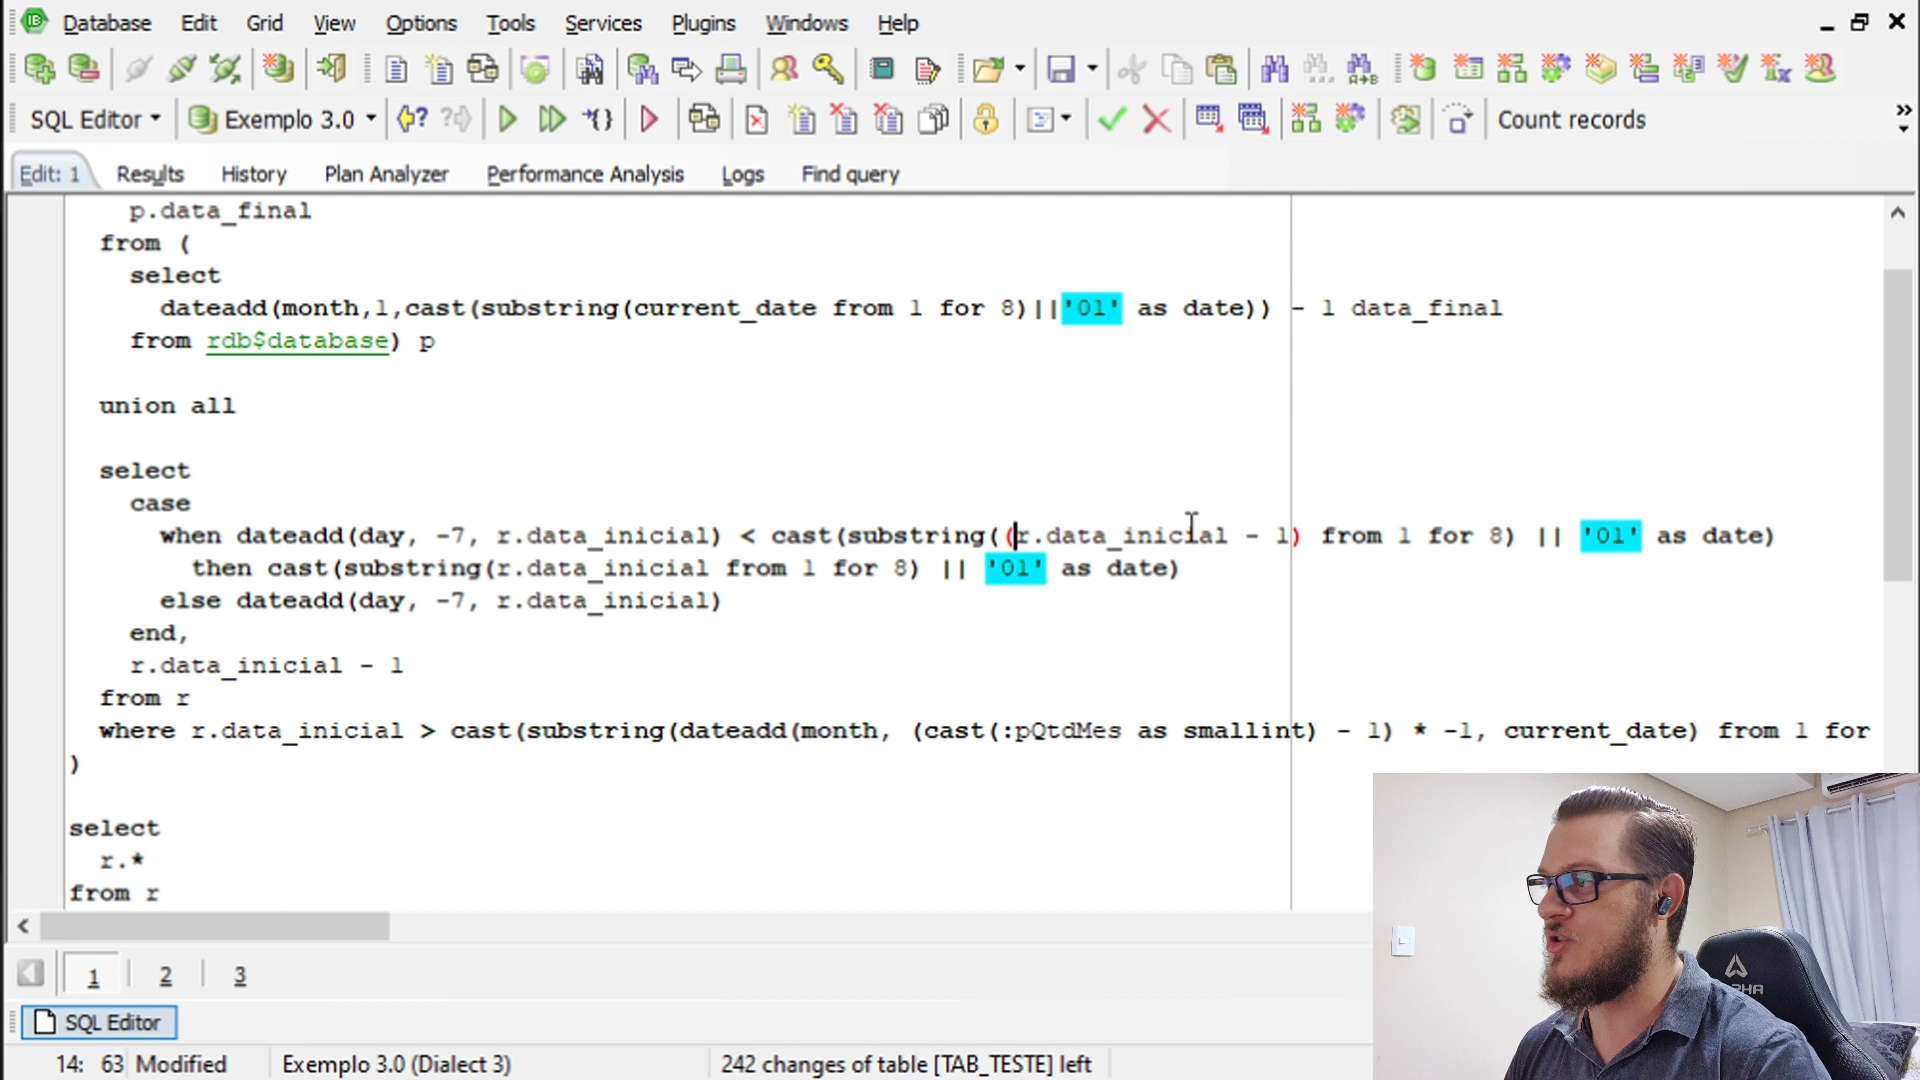 Database Edit Grid View Options Tools Services Plugins Windows Help
SQL Editor Exemplo 3.0 Count records
Edit: 1 Results History Plan Analyzer Performance Analysis Logs Find query
p.data_final
from (
select
dateadd(month,1,cast(substring(current_date from 1 for 8)||'01' as date)) - 1 data_final
from rdb$database) p
union all
select
case
when dateadd(day, -7, r.data_inicial) < cast(substring((r.data_inicial - 1) from 1 for 8) || '01' as date)
then cast(substring(r.data_inicial from 1 for 8) || '01' as date)
else dateadd(day, -7, r.data_inicial)
end,
r.data_inicial - 1
from r
where r.data_inicial > cast(substring(dateadd(month, (cast(:pQtdMes as smallint) - 1) * -1, current_date) from 1 for
)
select
r.*
from r
1 2 3
SQL Editor
14: 63 Modified Exemplo 3.0 (Dialect 3) 242 changes of table [TAB_TESTE] left